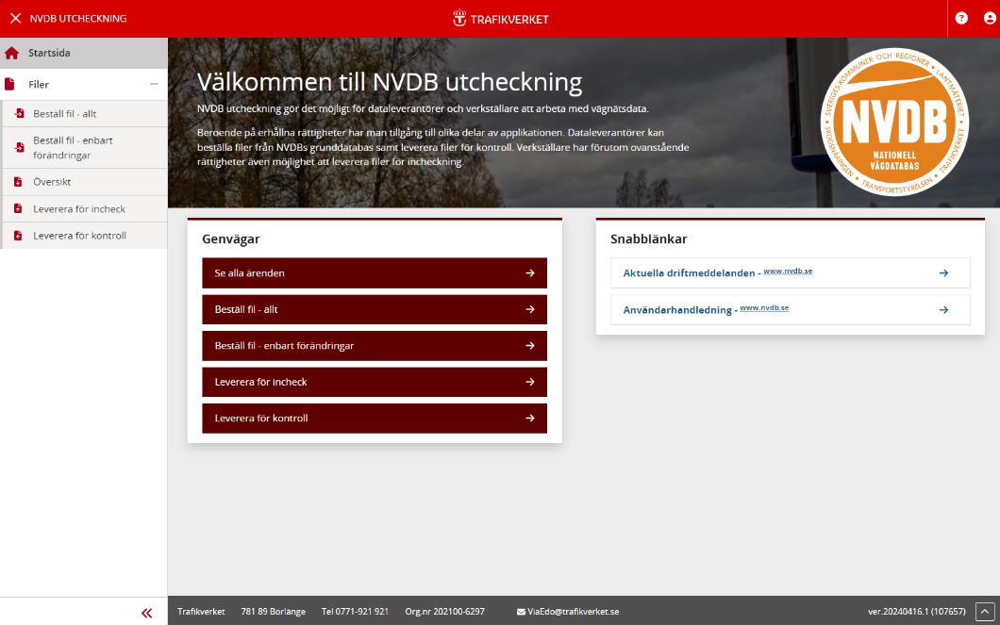 NVDB UTCHECKNING
TRAFIKVERKET
?
Startsida
Filer
Beställ fil - allt
Beställ fil - enbart
förändringar
Översikt
Leverera för incheck
Leverera för kontroll
Välkommen till NVDB utcheckning
NVDB utcheckning gör det möjligt för dataleverantörer och verkställare att arbeta med vägnätsdata.
Beroende på erhållna rättigheter har man tillgång till olika delar av applikationen. Dataleverantörer kan
beställa filer från NVDBs grunddatabas samt leverera filer för kontroll. Verkställare har förutom ovanstående
rättigheter även möjlighet att leverera filer för incheckning.
SVERIGES KOMMUNER OCH REGIONER • LANTMÄTERIET • TRAFIKVERKET • TRANSPORTSTYRELSEN • SKOGSNÄRINGEN •
NVDB
NATIONELL
VÄGDATABAS
Genvägar
Se alla ärenden
Beställ fil - allt
Beställ fil - enbart förändringar
Leverera för incheck
Leverera för kontroll
Snabblänkar
Aktuella driftmeddelanden - www.nvdb.se
Användarhandledning - www.nvdb.se
Trafikverket 781 89 Borlänge Tel 0771-921 921 Org.nr 202100-6297 ViaEdo@trafikverket.se ver.20240416.1 (107657)